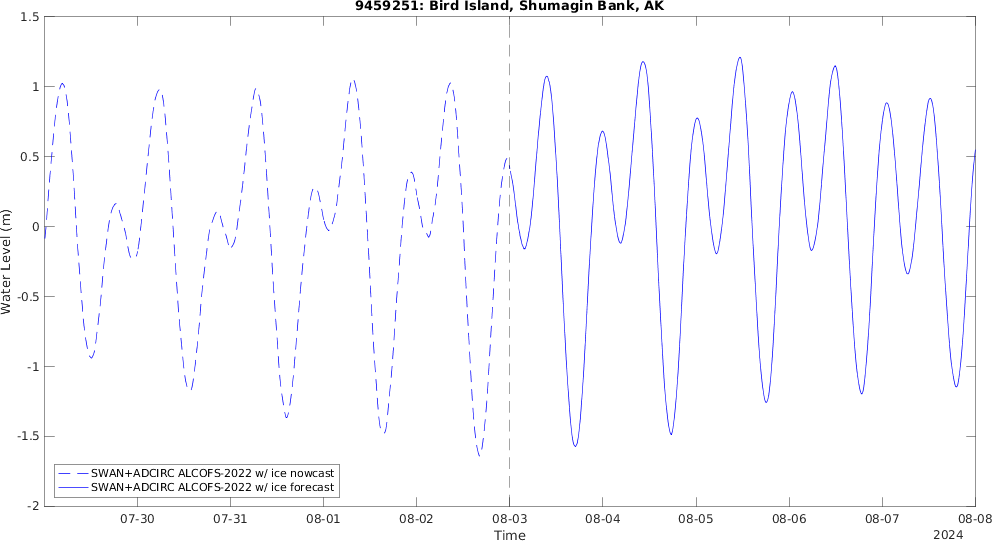 9459251: Bird Island, Shumagin Bank, AK
1.5
1
0.5
0
-0.5
-1
-1.5
-2
Water Level (m)
SWAN+ADCIRC ALCOFS-2022 w/ ice nowcast
SWAN+ADCIRC ALCOFS-2022 w/ ice forecast
07-30 07-31 08-01 08-02 08-03 08-04 08-05 08-06 08-07 08-08
Time
2024